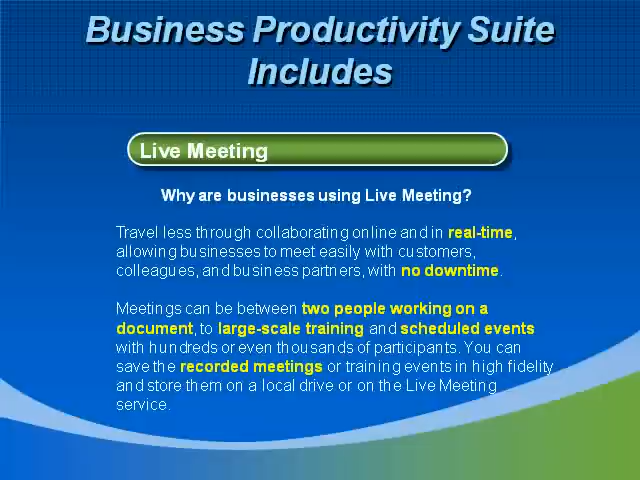 Business Productivity Suite
Includes
Live Meeting
Why are businesses using Live Meeting?
Travel less through collaborating online and in real-time,
allowing businesses to meet easily with customers,
colleagues, and business partners, with no downtime.
Meetings can be between two people working on a
document, to large-scale training and scheduled events
with hundreds or even thousands of participants. You can
save the recorded meetings or training events in high fidelity
and store them on a local drive or on the Live Meeting
service.